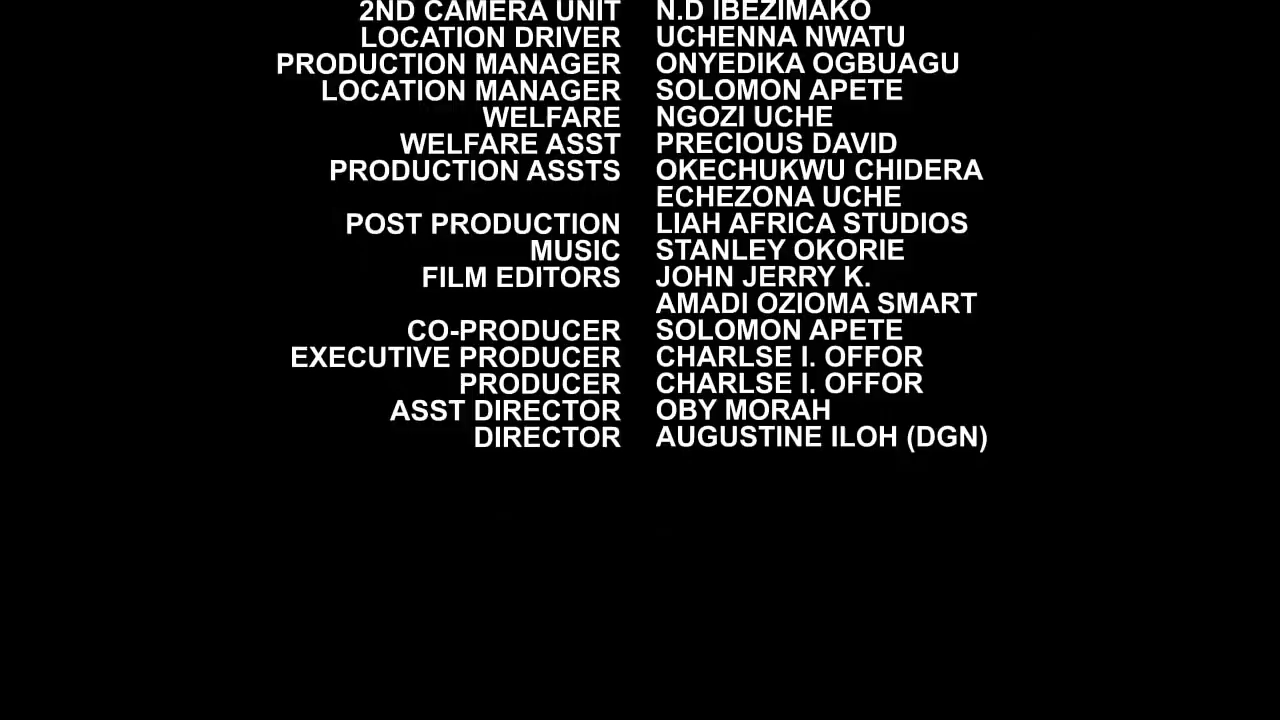 2ND CAMERA UNIT N.D IBEZIMAKO
LOCATION DRIVER UCHENNA NWATU
PRODUCTION MANAGER ONYEDIKA OGBUAGU
LOCATION MANAGER SOLOMON APETE
WELFARE NGOZI UCHE
WELFARE ASST PRECIOUS DAVID
PRODUCTION ASSTS OKECHUKWU CHIDERA
ECHEZONA UCHE
POST PRODUCTION LIAH AFRICA STUDIOS
MUSIC STANLEY OKORIE
FILM EDITORS JOHN JERRY K.
AMADI OZIOMA SMART
CO-PRODUCER SOLOMON APETE
EXECUTIVE PRODUCER CHARLSE I. OFFOR
PRODUCER CHARLSE I. OFFOR
ASST DIRECTOR OBY MORAH
DIRECTOR AUGUSTINE ILOH (DGN)